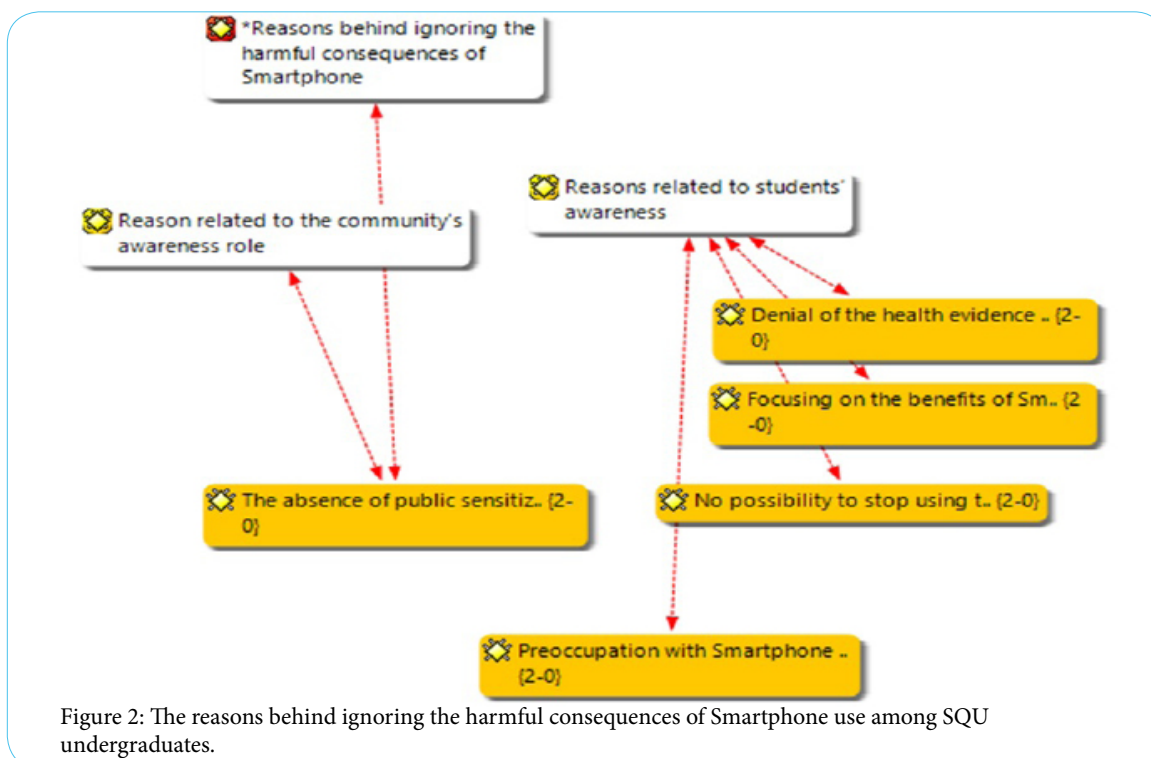 *Reasons behind ignoring the
harmful consequences of
Smartphone
Reasons related to students'
awareness
Reason related to the community's
awareness role
Denial of the health evidence .. {2-
0}
Focusing on the benefits of Sm.. {2
-0}
The absence of public sensitiz.. {2-
0}
No possibility to stop using t.. {2-0}
Preoccupation with Smartphone ..
{2-0}
Figure 2: The reasons behind ignoring the harmful consequences of Smartphone use among SQU
undergraduates.